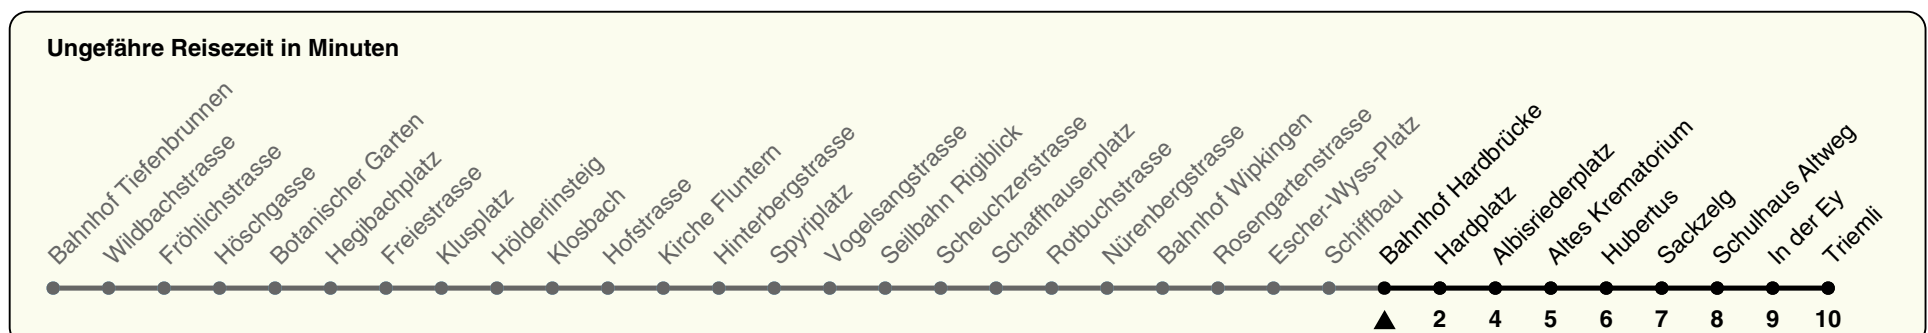 Ungefähre Reisezeit in Minuten
Bahnhof Tiefenbrunnen
Wildbachstrasse
Fröhlichstrasse
Höschgasse
Botanischer Garten
Hegibachplatz
Freiestrasse
Klusplatz
Hölderlinsteig
Klosbach
Hofstrasse
Kirche Fluntern
Hinterbergstrasse
Spyriplatz
Vogelsangstrasse
Seilbahn Rigiblick
Scheuchzerstrasse
Schaffhauserplatz
Rotbuchstrasse
Nürenbergstrasse
Bahnhof Wipkingen
Rosengartenstrasse
Escher-Wyss-Platz
Schiffbau
Bahnhof Hardbrücke
Hardplatz
Albisriederplatz
Altes Krematorium
Hubertus
Sackzelg
Schulhaus Altweg
In der Ey
Triemli
2 4 5 6 7 8 9 10